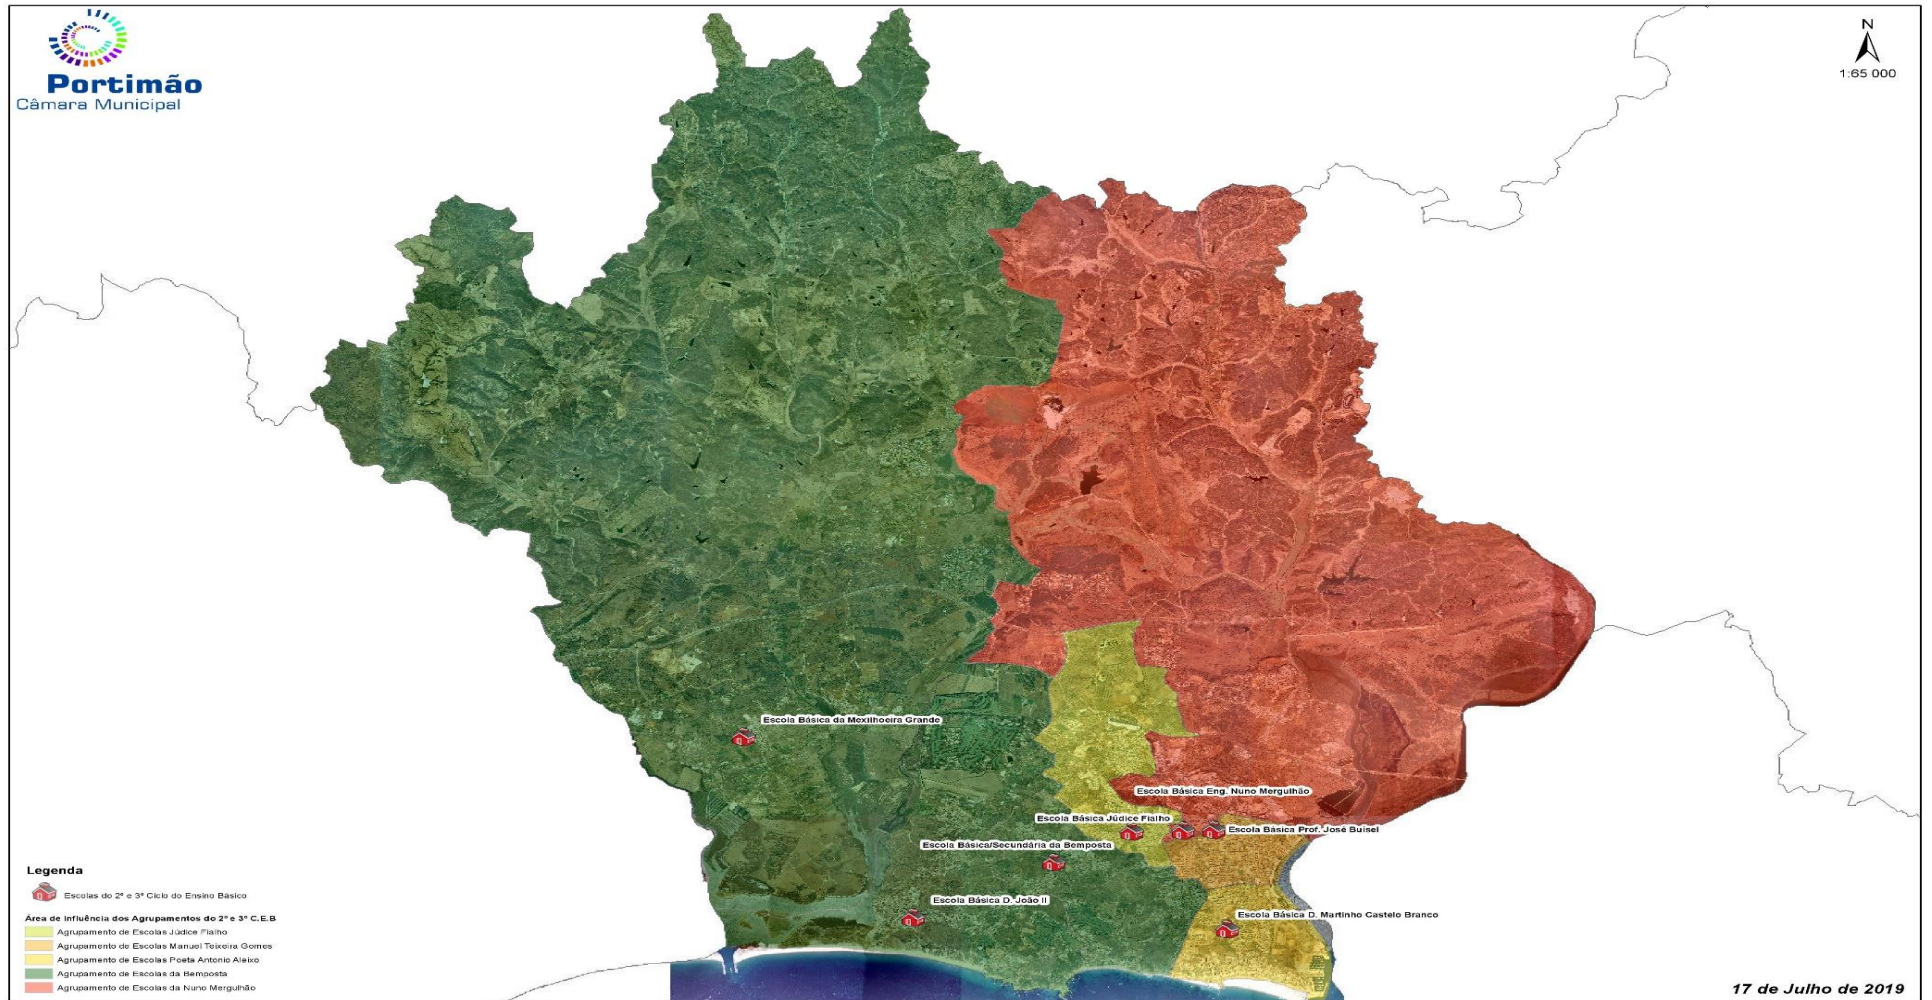 Portimão
Câmara Municipal
N
1:65 000
Escola Básica da Mexilhoeira Grande
Escola Básica Eng. Nuno Mergulhão
Escola Básica Júdice Fialho
Escola Básica Prof. José Buisel
Escola Básica/Secundária da Bemposta
Escola Básica D. João II
Escola Básica D. Martinho Castelo Branco
Legenda
Escolas do 2º e 3º Ciclo do Ensino Básico
Área de Influência dos Agrupamentos do 2º e 3º C.E.B
Agrupamento de Escolas Júdice Fialho
Agrupamento de Escolas Manuel Teixeira Gomes
Agrupamento de Escolas Poeta Antonio Aleixo
Agrupamento de Escolas da Bemposta
Agrupamento de Escolas da Nuno Mergulhão
17 de Julho de 2019